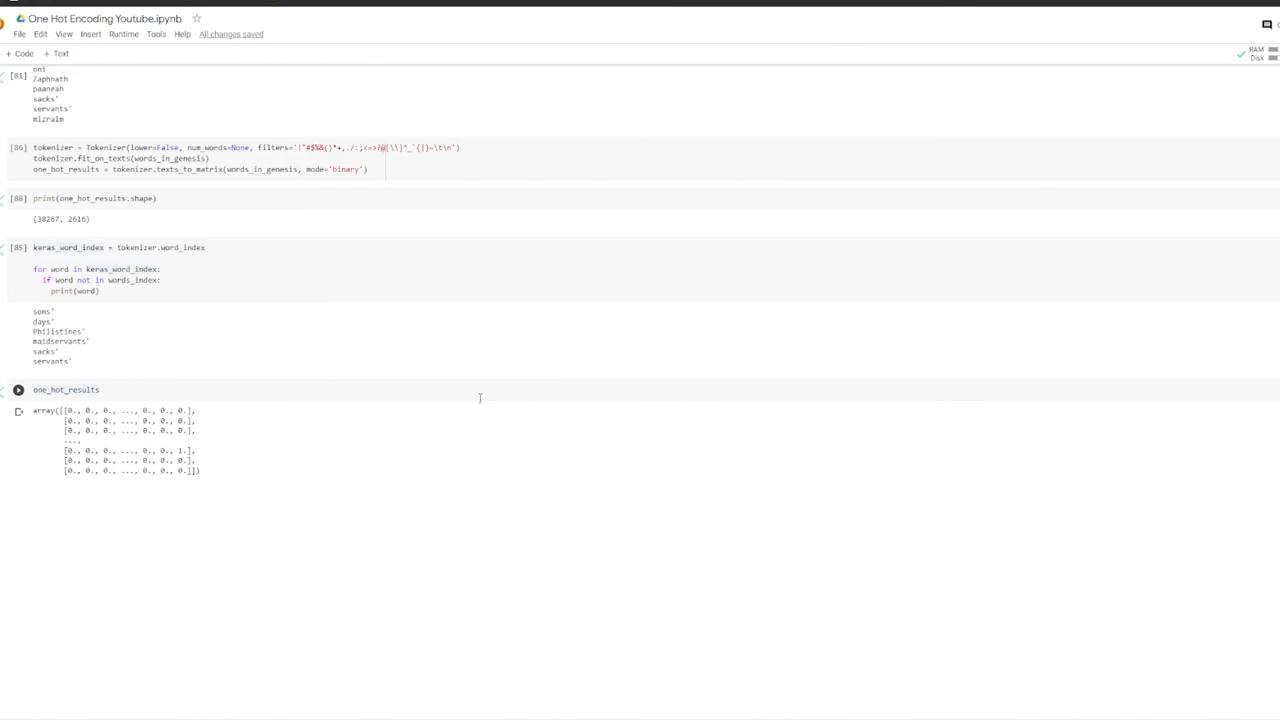 One Hot Encoding Youtube.ipynb
File Edit View Insert Runtime Tools Help All changes saved
+ Code + Text
RAM
Disk
oni
[81]
Zaphnath
paaneah
sacks'
servants'
mizraim
[86] tokenizer = Tokenizer(lower=False, num_words=None, filters='!"#$%&()*+,./:;<=>?@[\\]^_`{|}~\t\n')
tokenizer.fit_on_texts(words_in_genesis)
one_hot_results = tokenizer.texts_to_matrix(words_in_genesis, mode='binary')
[88] print(one_hot_results.shape)
(38267, 2616)
[85] keras_word_index = tokenizer.word_index
for word in keras_word_index:
if word not in words_index:
print(word)
sons'
days'
Philistines'
maidservants'
sacks'
servants'
one_hot_results
array([[0., 0., 0., ..., 0., 0., 0.],
[0., 0., 0., ..., 0., 0., 0.],
[0., 0., 0., ..., 0., 0., 0.],
...,
[0., 0., 0., ..., 0., 0., 1.],
[0., 0., 0., ..., 0., 0., 0.],
[0., 0., 0., ..., 0., 0., 0.]])